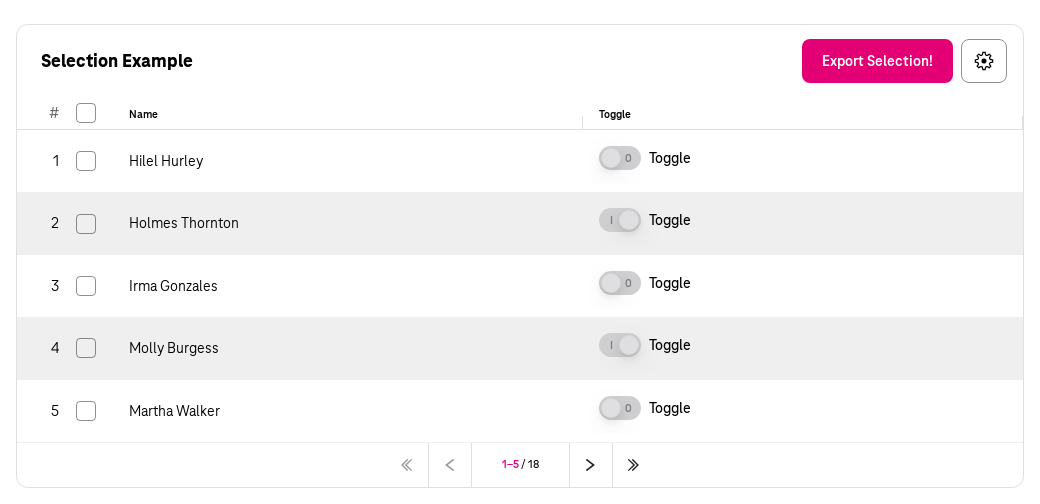 Selection Example
Export Selection!
# Name Toggle
1 Hilel Hurley 0 Toggle
2 Holmes Thornton I Toggle
3 Irma Gonzales 0 Toggle
4 Molly Burgess I Toggle
5 Martha Walker 0 Toggle
1–5 / 18